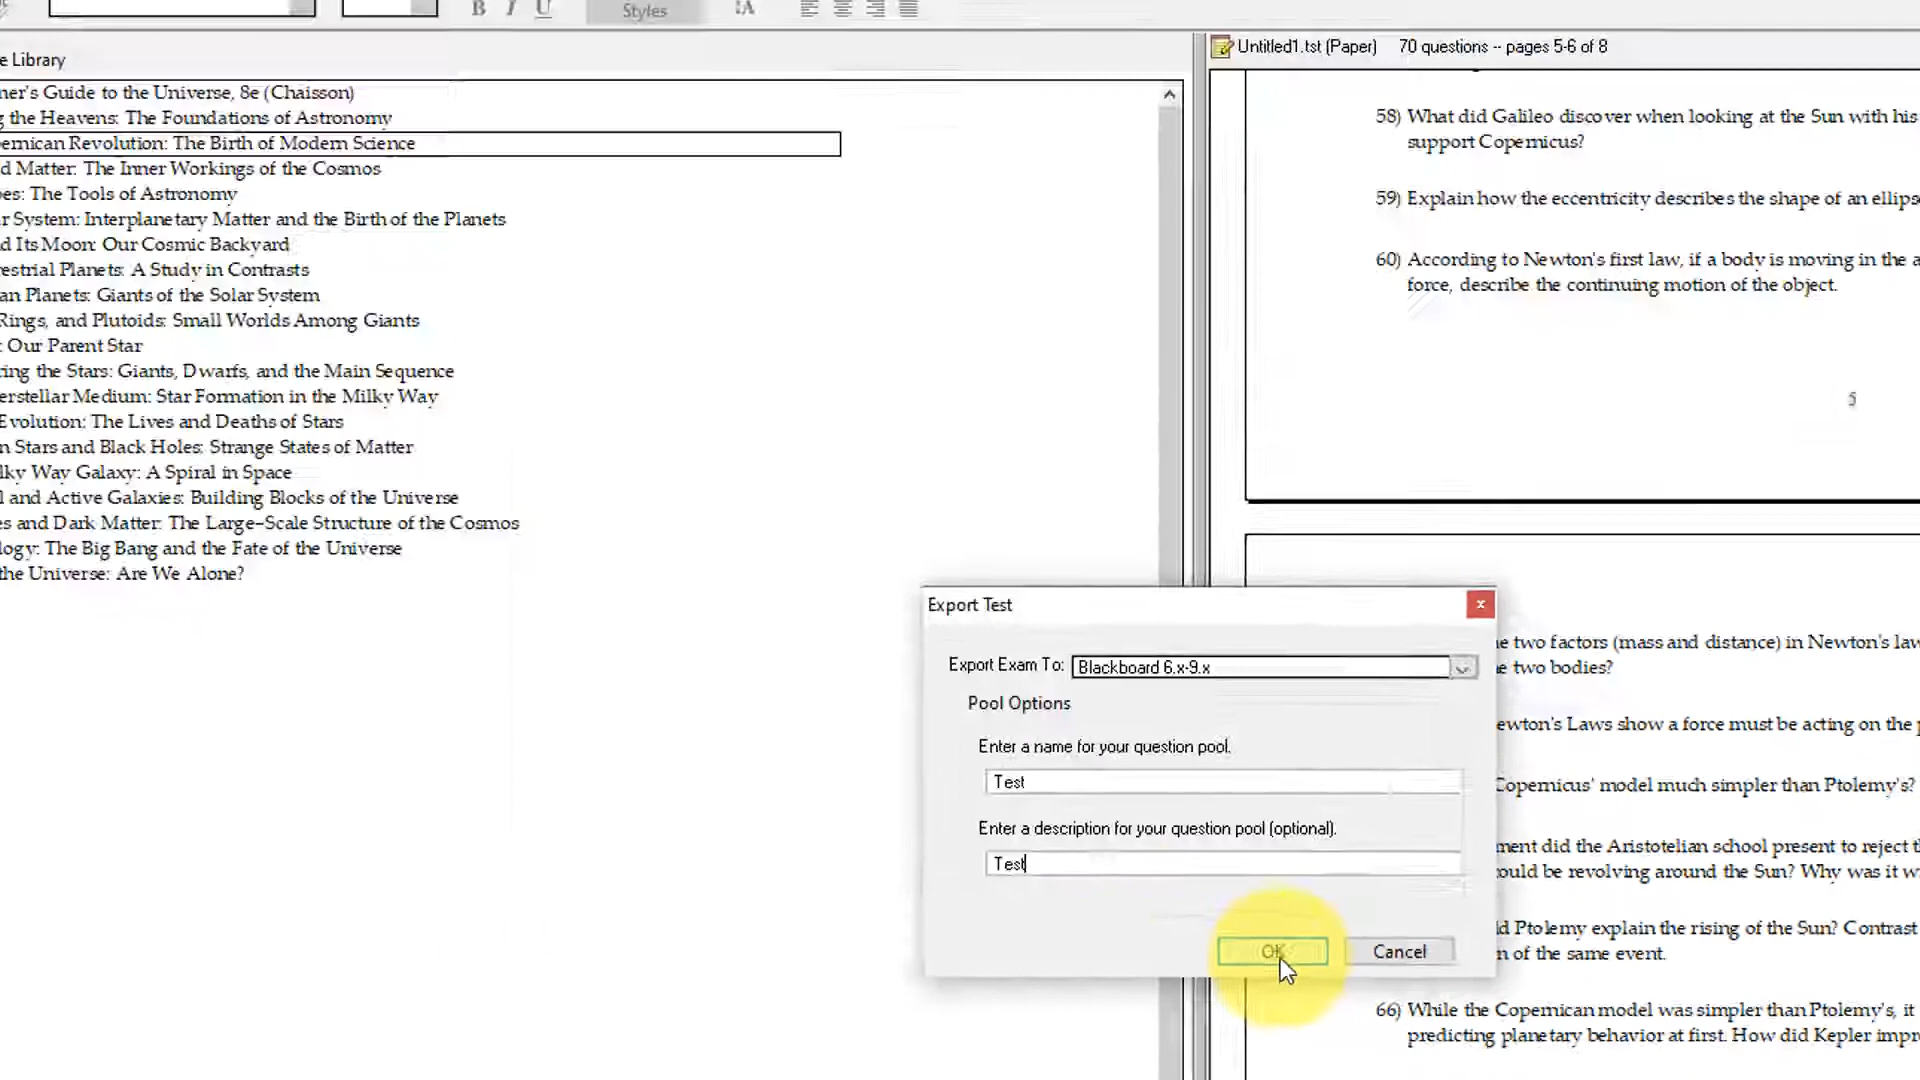 B I U
Styles
A
e Library
ner's Guide to the Universe, 8e (Chaisson)
g the Heavens: The Foundations of Astronomy
pernican Revolution: The Birth of Modern Science
d Matter: The Inner Workings of the Cosmos
pes: The Tools of Astronomy
r System: Interplanetary Matter and the Birth of the Planets
d Its Moon: Our Cosmic Backyard
restrial Planets: A Study in Contrasts
an Planets: Giants of the Solar System
Rings, and Plutoids: Small Worlds Among Giants
: Our Parent Star
ring the Stars: Giants, Dwarfs, and the Main Sequence
erstellar Medium: Star Formation in the Milky Way
Evolution: The Lives and Deaths of Stars
n Stars and Black Holes: Strange States of Matter
lky Way Galaxy: A Spiral in Space
l and Active Galaxies: Building Blocks of the Universe
es and Dark Matter: The Large-Scale Structure of the Cosmos
logy: The Big Bang and the Fate of the Universe
the Universe: Are We Alone?
Untitled1.tst (Paper) 70 questions -- pages 5-6 of 8
58) What did Galileo discover when looking at the Sun with his
support Copernicus?
59) Explain how the eccentricity describes the shape of an ellips
60) According to Newton's first law, if a body is moving in the a
force, describe the continuing motion of the object.
5
Export Test
Export Exam To: Blackboard 6.x-9.x
Pool Options
Enter a name for your question pool.
Test
Enter a description for your question pool (optional).
Test
OK
Cancel
e two factors (mass and distance) in Newton's law
e two bodies?
ewton's Laws show a force must be acting on the p
Copernicus' model much simpler than Ptolemy's?
ment did the Aristotelian school present to reject t
ould be revolving around the Sun? Why was it w
d Ptolemy explain the rising of the Sun? Contrast
n of the same event.
66) While the Copernican model was simpler than Ptolemy's, it
predicting planetary behavior at first. How did Kepler impr